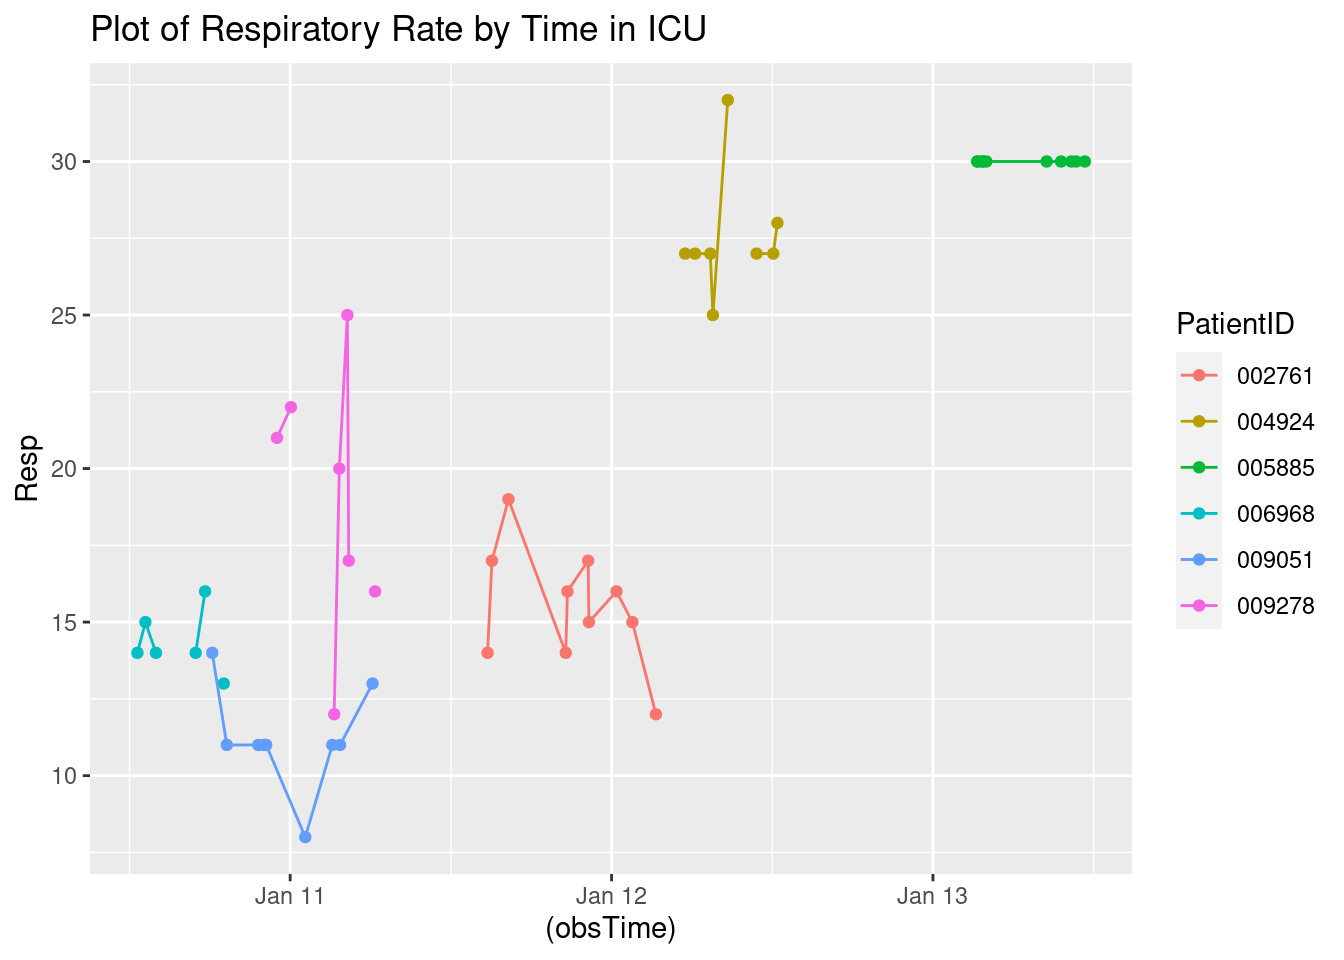 Plot of Respiratory Rate by Time in ICU
30
25
20
15
10
Resp
Jan 11
Jan 12
Jan 13
(obsTime)
PatientID
002761
004924
005885
006968
009051
009278